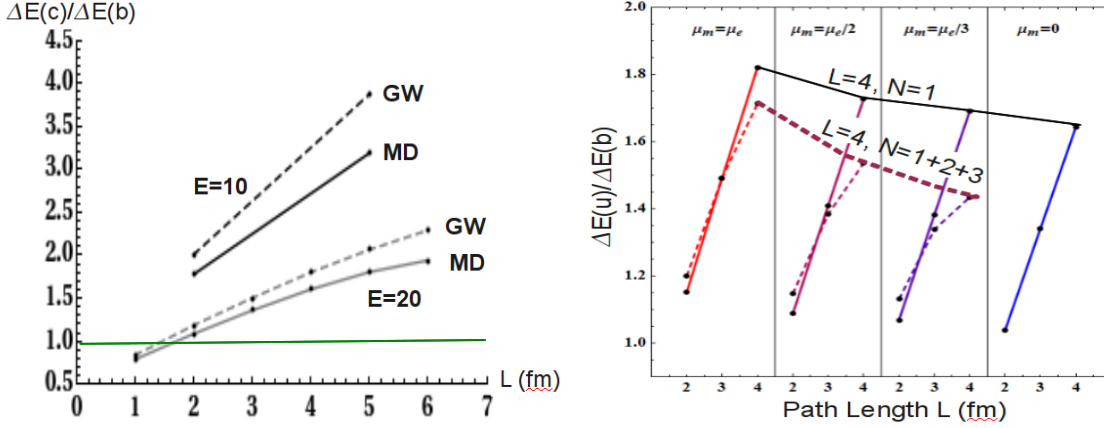 ΔE(c)/ΔE(b)
4.5
4.0
3.5
3.0
2.5
2.0
1.5
1.0
0.5
GW
MD
E=10
GW
MD
E=20
0 1 2 3 4 5 6 7
L (fm)
2.0
1.8
1.6
1.4
1.2
1.0
ΔE(u)/ΔE(b)
μm=μe μm=μe/2 μm=μe/3 μm=0
L=4, N=1
L=4, N=1+2+3
2 3 4 2 3 4 2 3 4 2 3 4
Path Length L (fm)